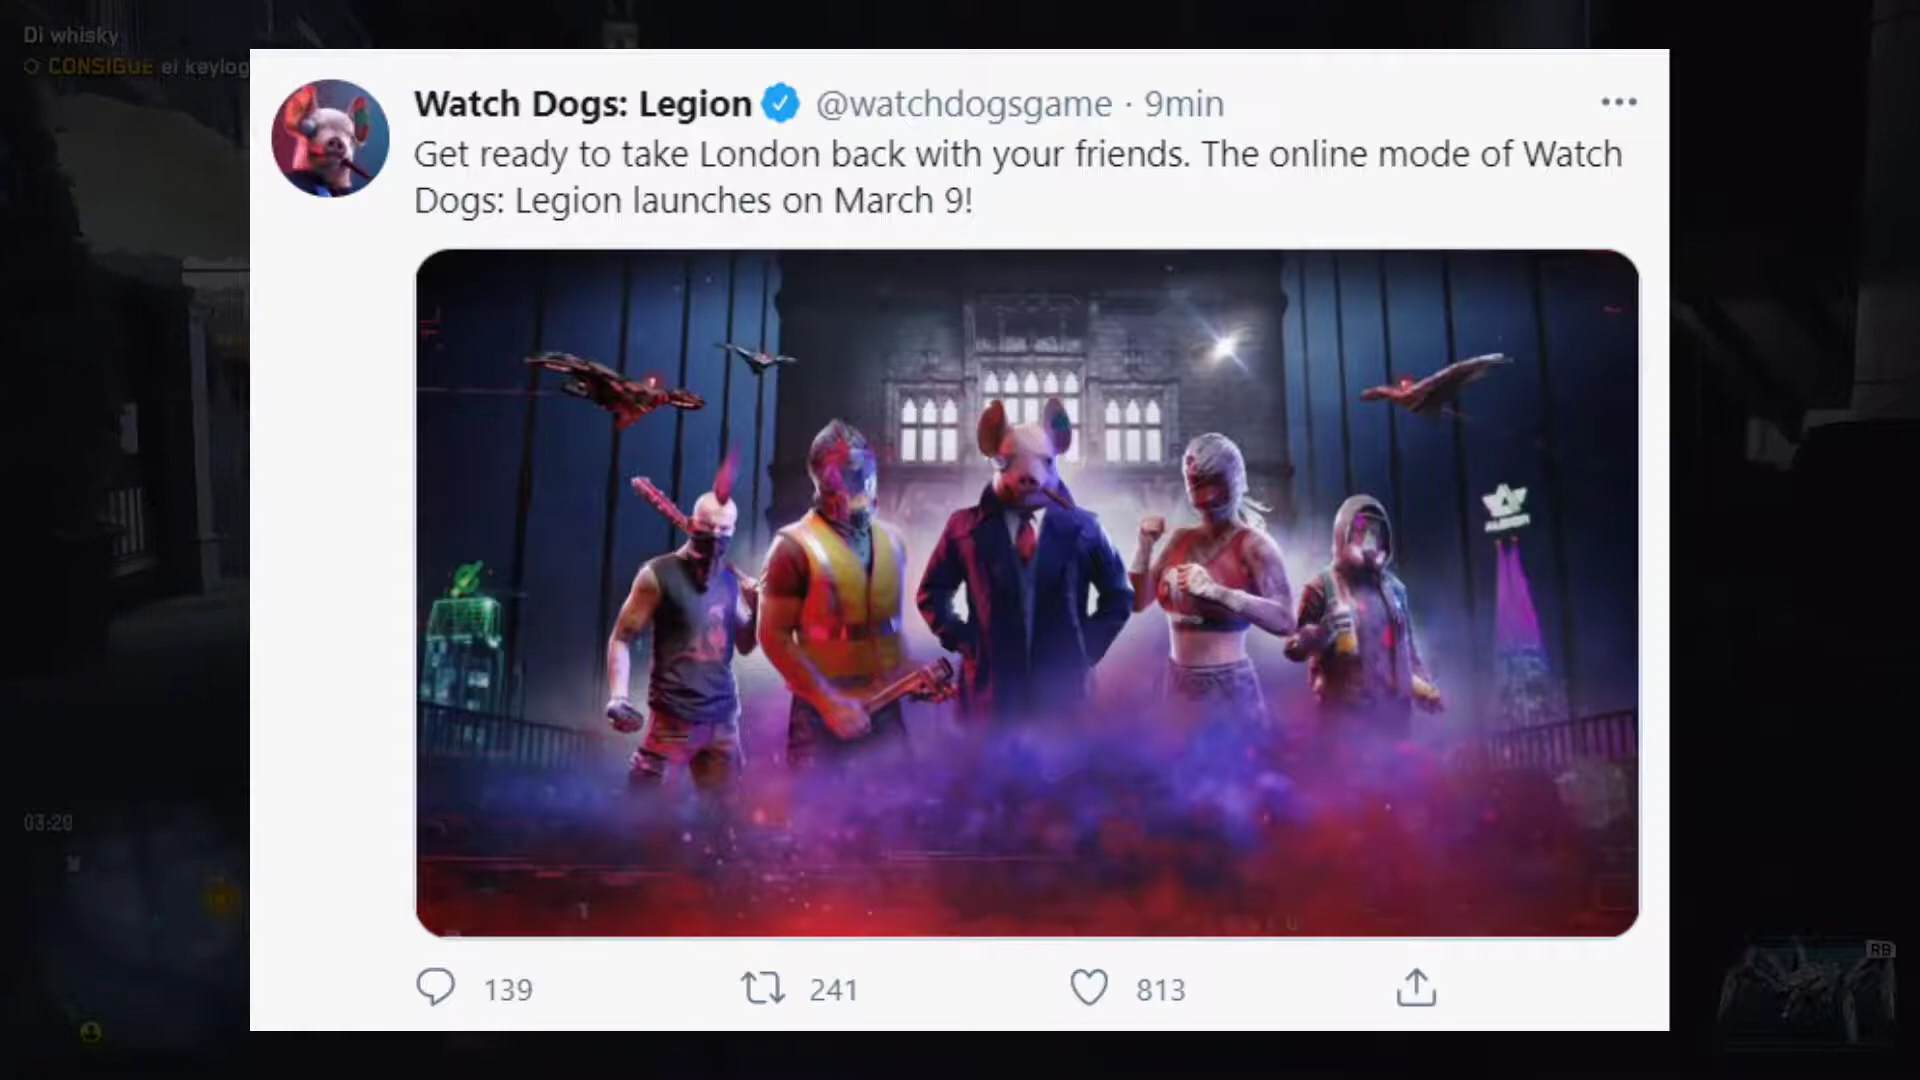 Di whisky
CONSIGUE el keylog
Watch Dogs: Legion @watchdogsgame · 9min
Get ready to take London back with your friends. The online mode of Watch
Dogs: Legion launches on March 9!
ALBION
03:29
RB
139 241 813